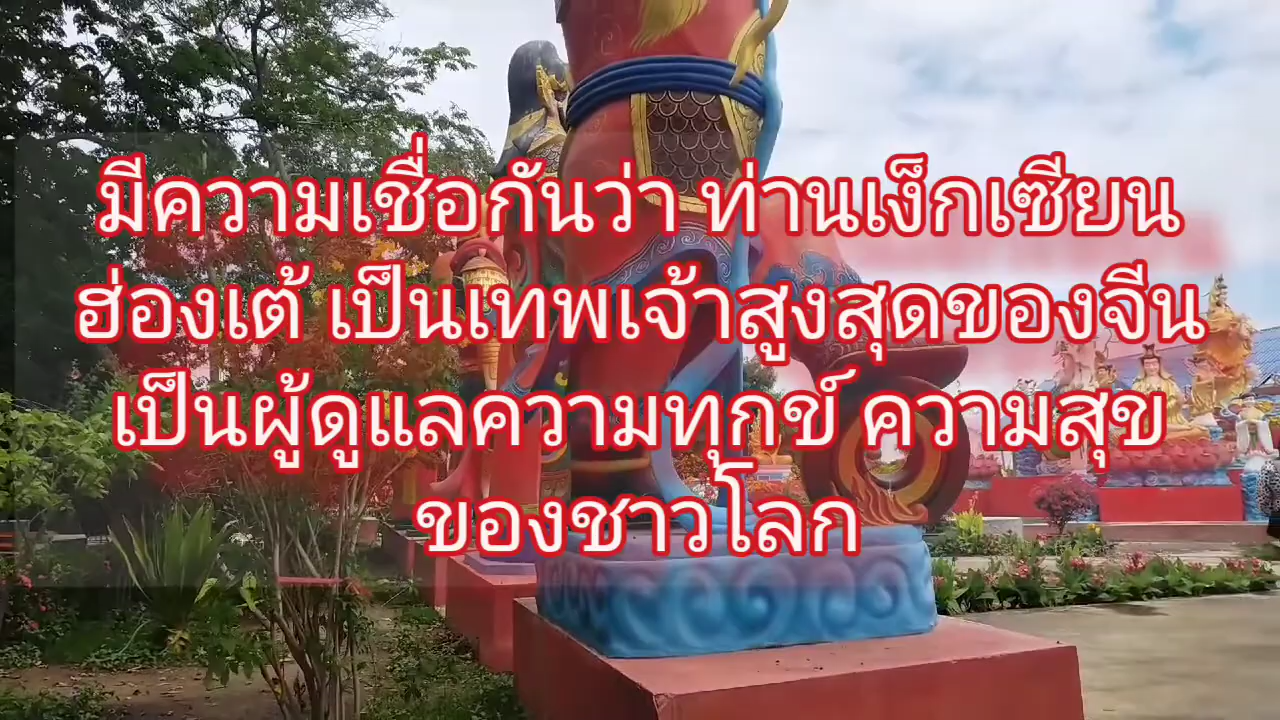 มีความเชื่อกันว่า ท่านเง็กเซียน
ฮ่องเต้ เป็นเทพเจ้าสูงสุดของจีน
เป็นผู้ดูแลความทุกข์ ความสุข
ของชาวโลก